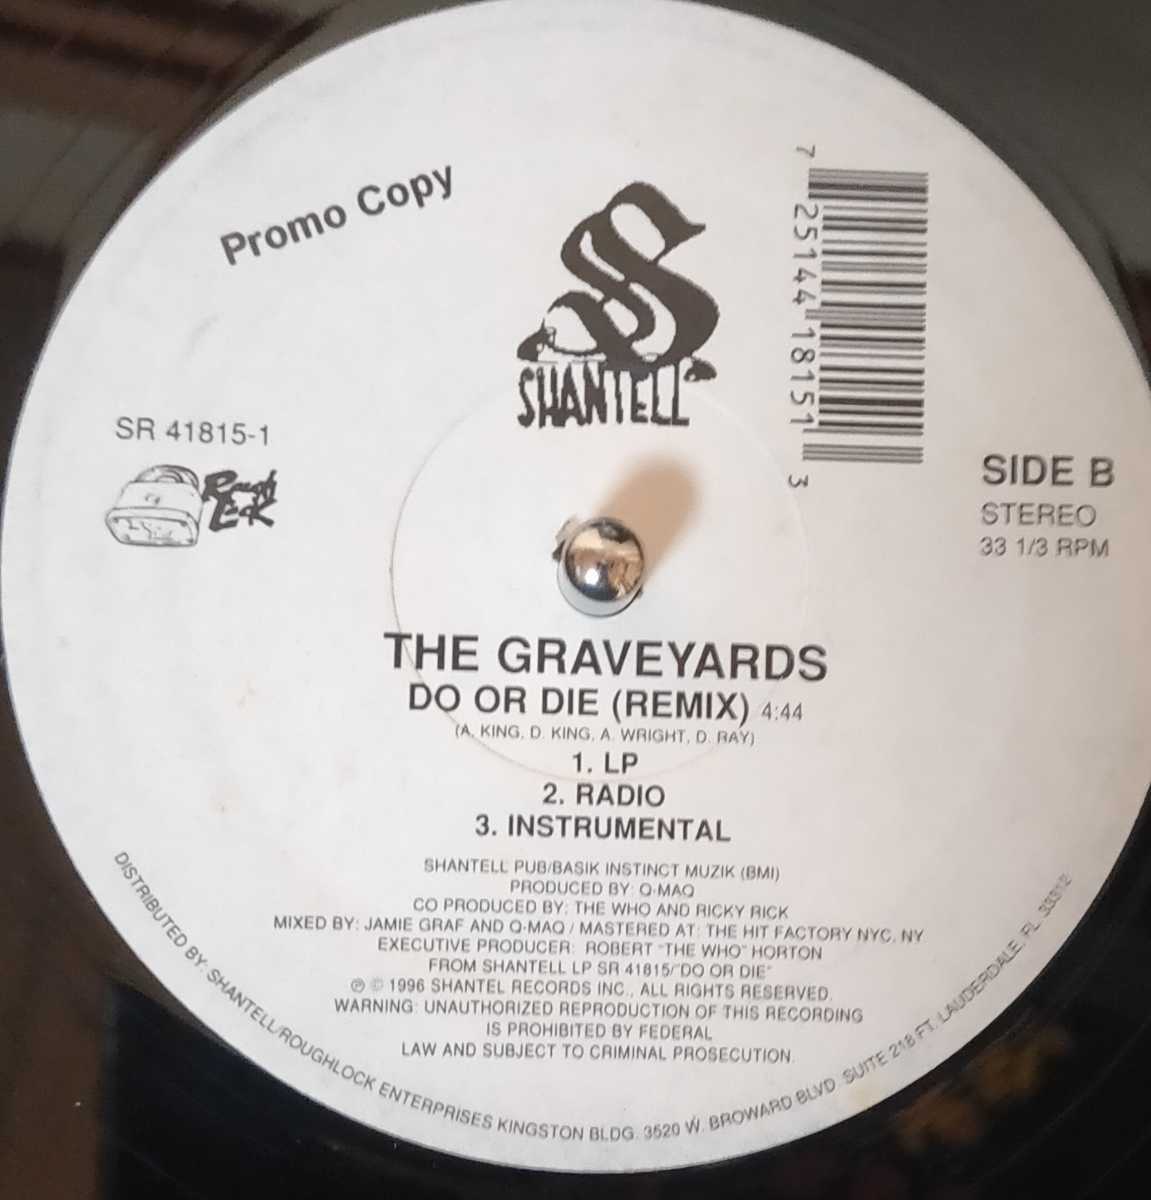 Promo Copy
SHANTELL
7 25144 18151 3
SR 41815-1
Rough Lock
SIDE B
STEREO
33 1/3 RPM
THE GRAVEYARDS
DO OR DIE (REMIX) 4:44
(A. KING, D. KING, A. WRIGHT, D. RAY)
1. LP
2. RADIO
3. INSTRUMENTAL
SHANTELL PUB/BASIK INSTINCT MUZIK (BMI)
PRODUCED BY: Q-MAQ
CO PRODUCED BY: THE WHO AND RICKY RICK
MIXED BY: JAMIE GRAF AND Q-MAQ / MASTERED AT: THE HIT FACTORY NYC, NY
EXECUTIVE PRODUCER: ROBERT "THE WHO" HORTON
FROM SHANTELL LP SR 41815/"DO OR DIE"
℗ © 1996 SHANTEL RECORDS INC., ALL RIGHTS RESERVED.
WARNING: UNAUTHORIZED REPRODUCTION OF THIS RECORDING
IS PROHIBITED BY FEDERAL
LAW AND SUBJECT TO CRIMINAL PROSECUTION.
DISTRIBUTED BY: SHANTELL/ROUGHLOCK ENTERPRISES KINGSTON BLDG. 3520 W. BROWARD BLVD. SUITE 218 FT. LAUDERDALE, FL 33312